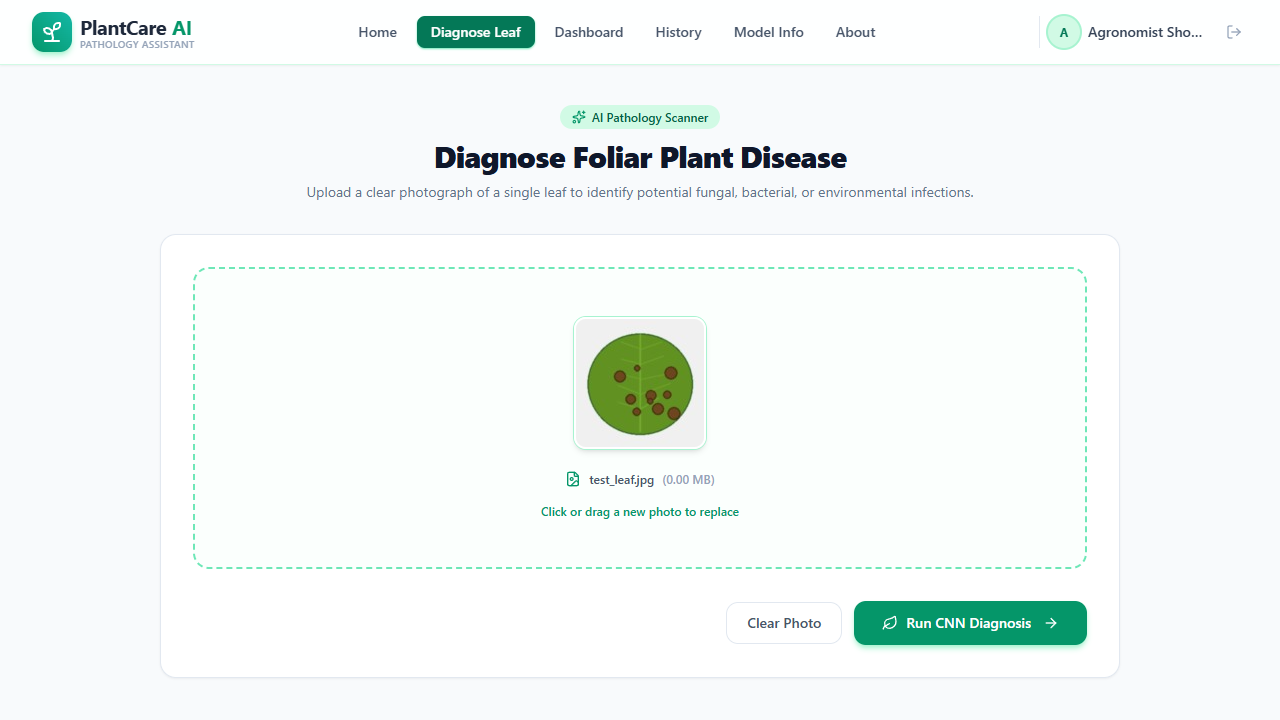 PlantCare AI
PATHOLOGY ASSISTANT
Home
Diagnose Leaf
Dashboard
History
Model Info
About
A
Agronomist Sho...
AI Pathology Scanner
Diagnose Foliar Plant Disease
Upload a clear photograph of a single leaf to identify potential fungal, bacterial, or environmental infections.
test_leaf.jpg (0.00 MB)
Click or drag a new photo to replace
Clear Photo
Run CNN Diagnosis